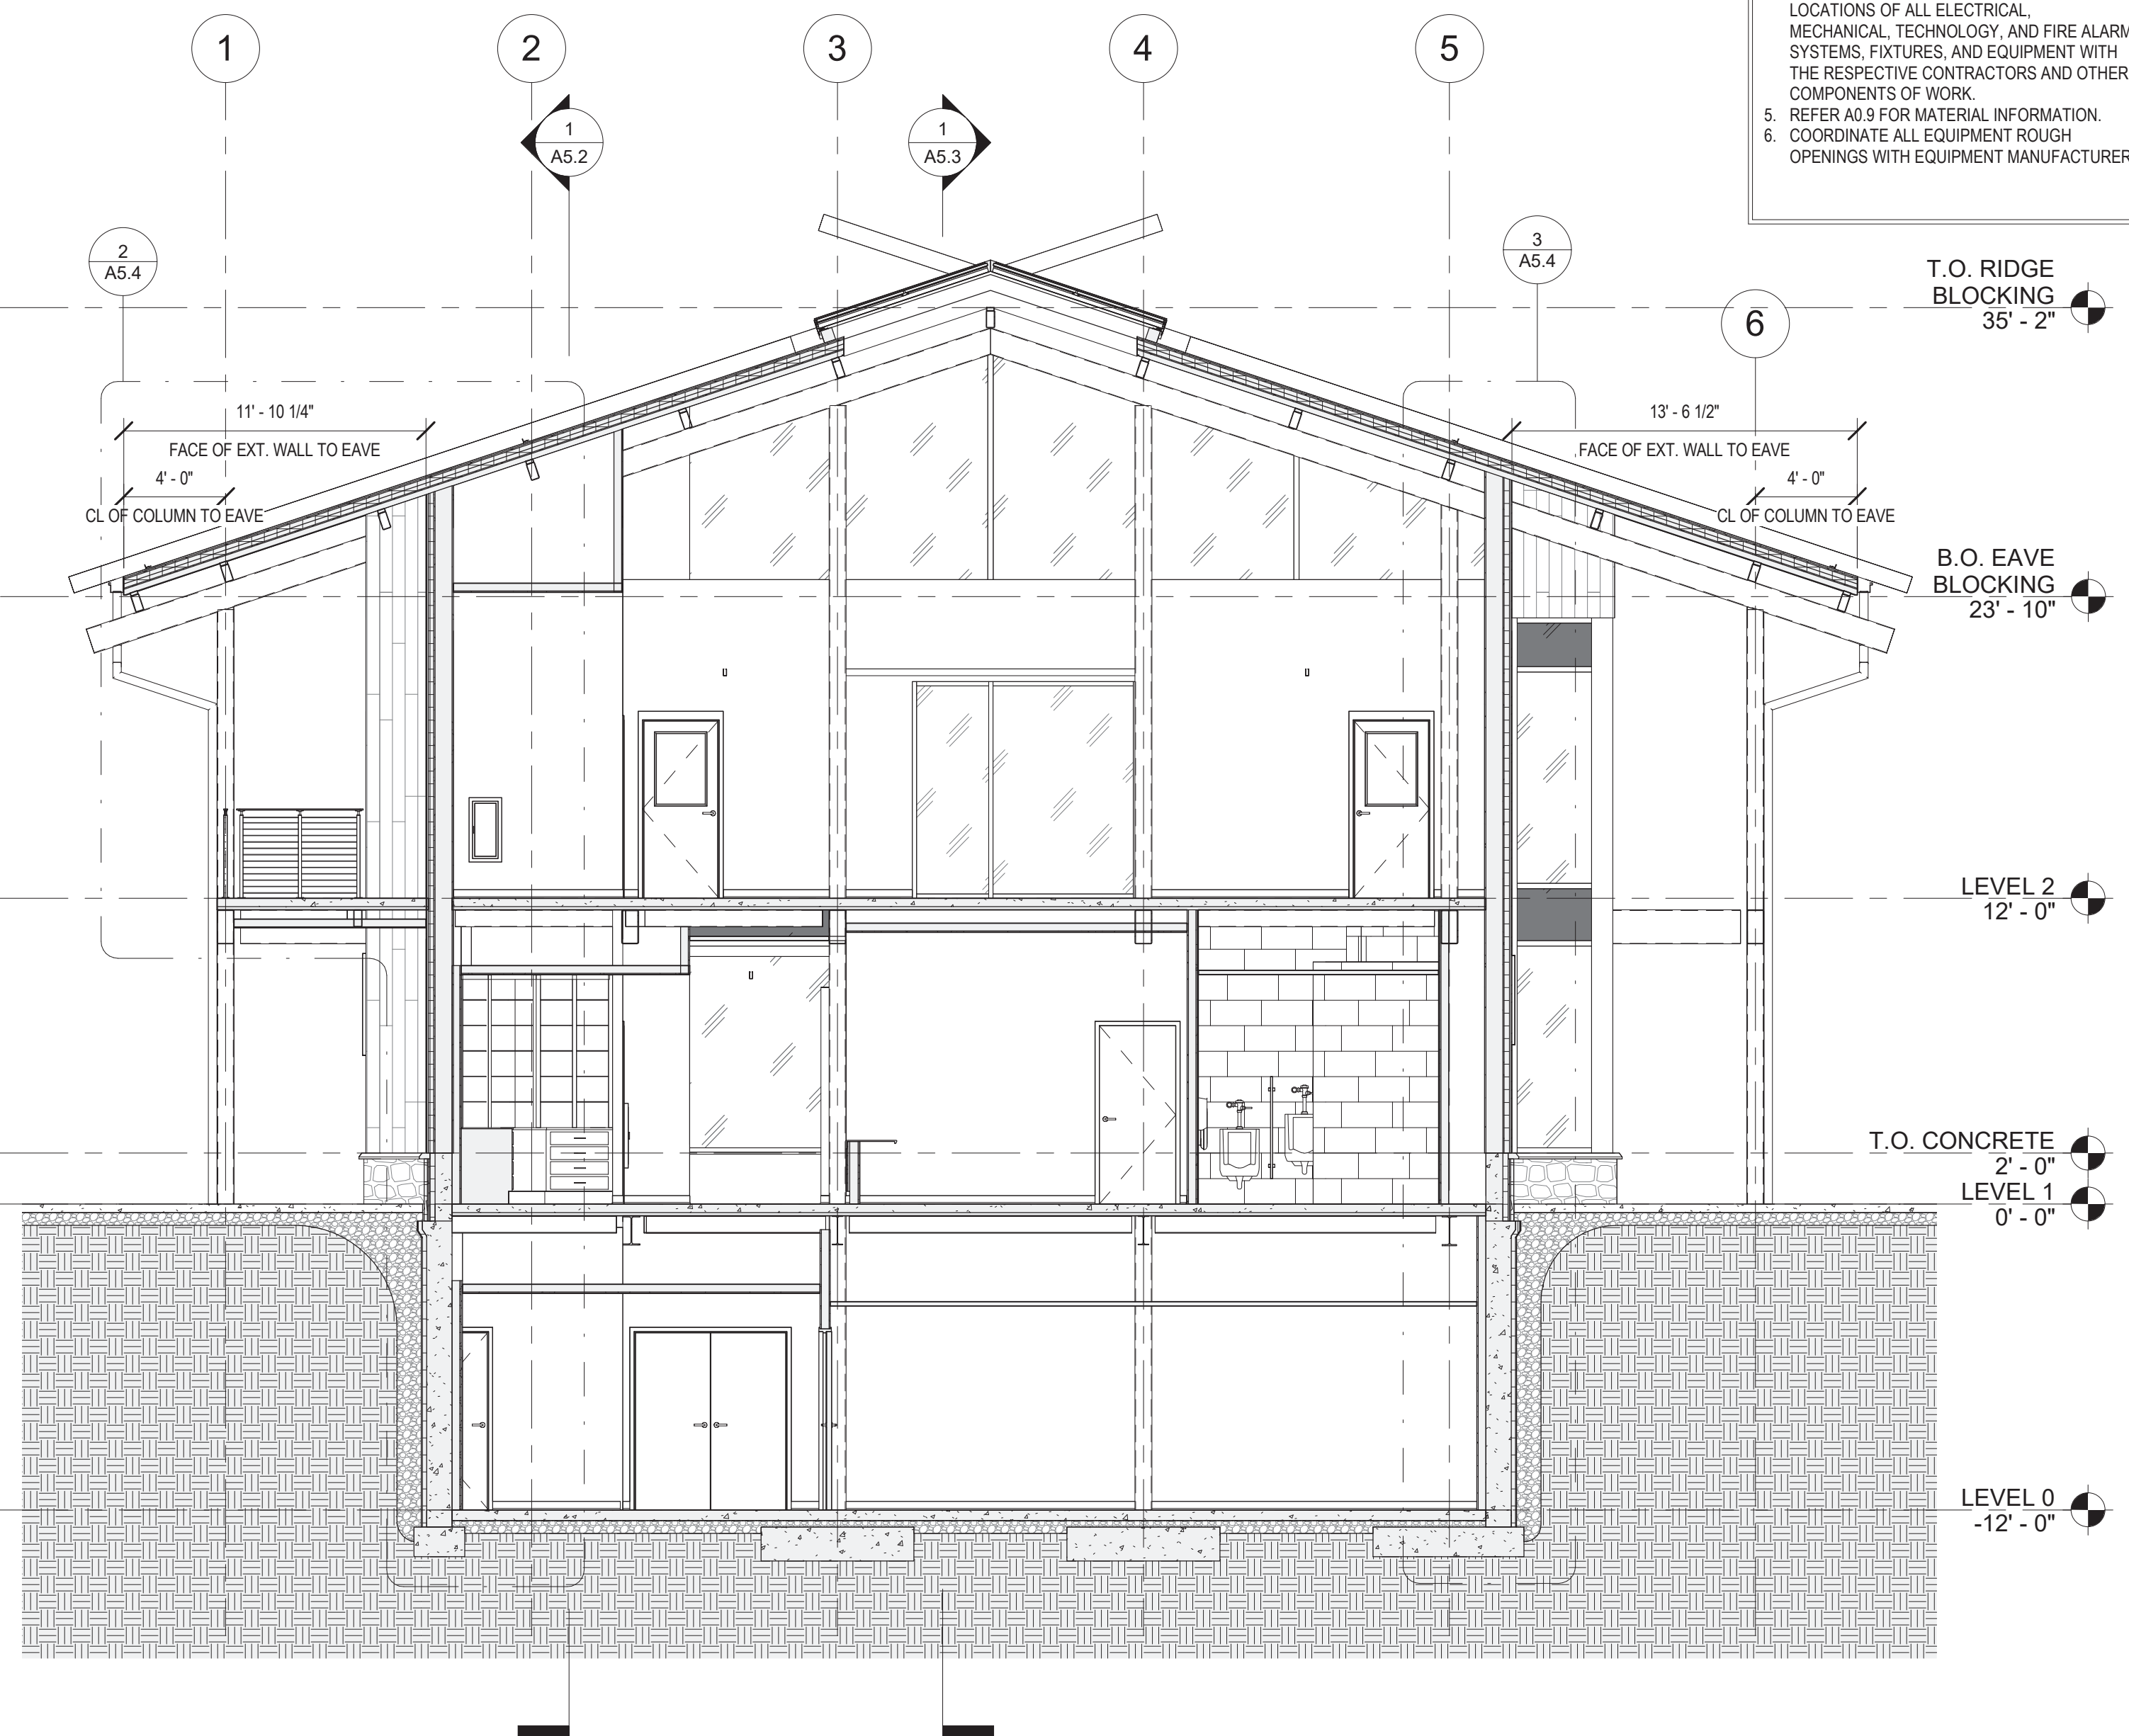 LOCATIONS OF ALL ELECTRICAL,
MECHANICAL, TECHNOLOGY, AND FIRE ALARM
SYSTEMS, FIXTURES, AND EQUIPMENT WITH
THE RESPECTIVE CONTRACTORS AND OTHER
COMPONENTS OF WORK.
5. REFER A0.9 FOR MATERIAL INFORMATION.
6. COORDINATE ALL EQUIPMENT ROUGH
OPENINGS WITH EQUIPMENT MANUFACTURER
1
2
3
4
5
1
A5.2
1
A5.3
2
A5.4
3
A5.4
T.O. RIDGE
BLOCKING
35' - 2"
6
11' - 10 1/4"
FACE OF EXT. WALL TO EAVE
4' - 0"
CL OF COLUMN TO EAVE
13' - 6 1/2"
FACE OF EXT. WALL TO EAVE
4' - 0"
CL OF COLUMN TO EAVE
B.O. EAVE
BLOCKING
23' - 10"
LEVEL 2
12' - 0"
T.O. CONCRETE
2' - 0"
LEVEL 1
0' - 0"
LEVEL 0
-12' - 0"